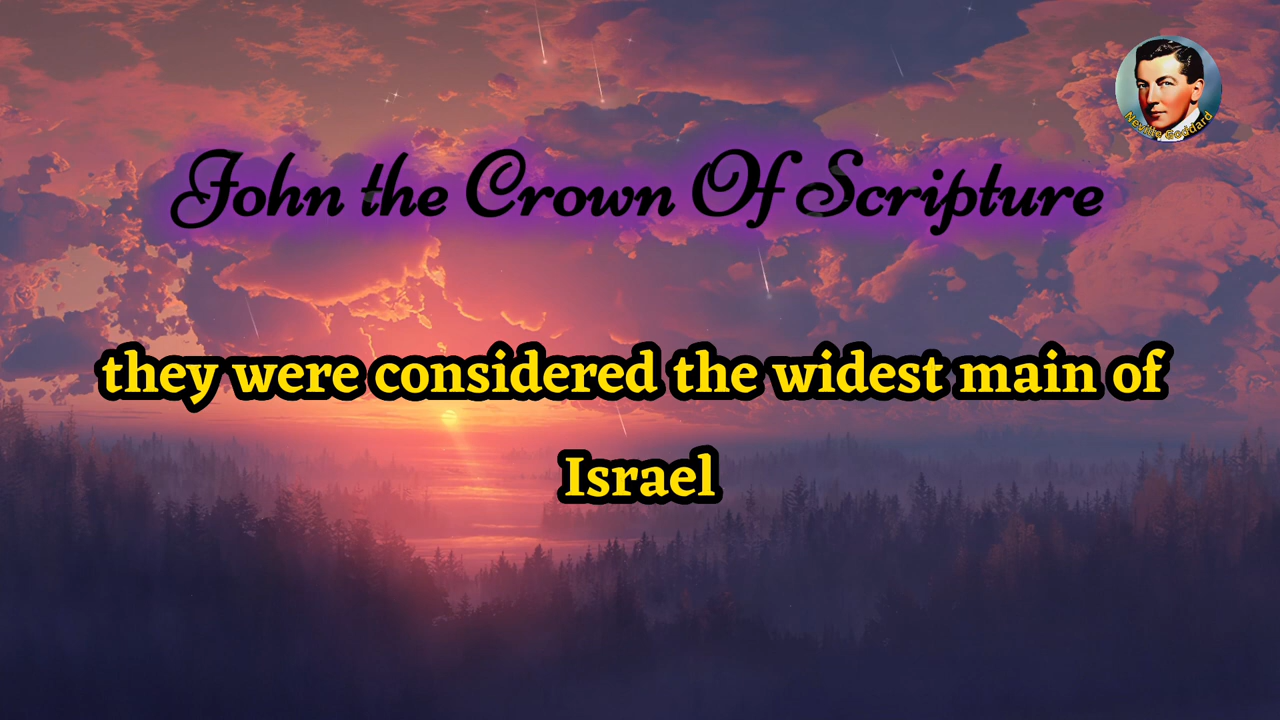 Neville Goddard
John the Crown Of Scripture
they were considered the widest main of
Israel